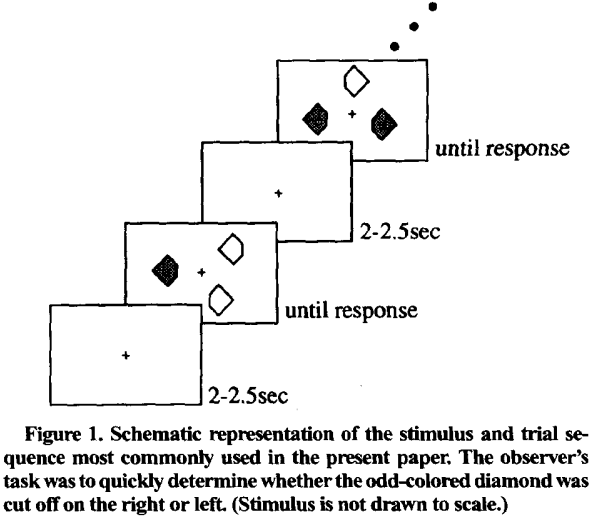 until response
2-2.5sec
until response
2-2.5sec
Figure 1. Schematic representation of the stimulus and trial se-
quence most commonly used in the present paper. The observer's
task was to quickly determine whether the odd-colored diamond was
cut off on the right or left. (Stimulus is not drawn to scale.)